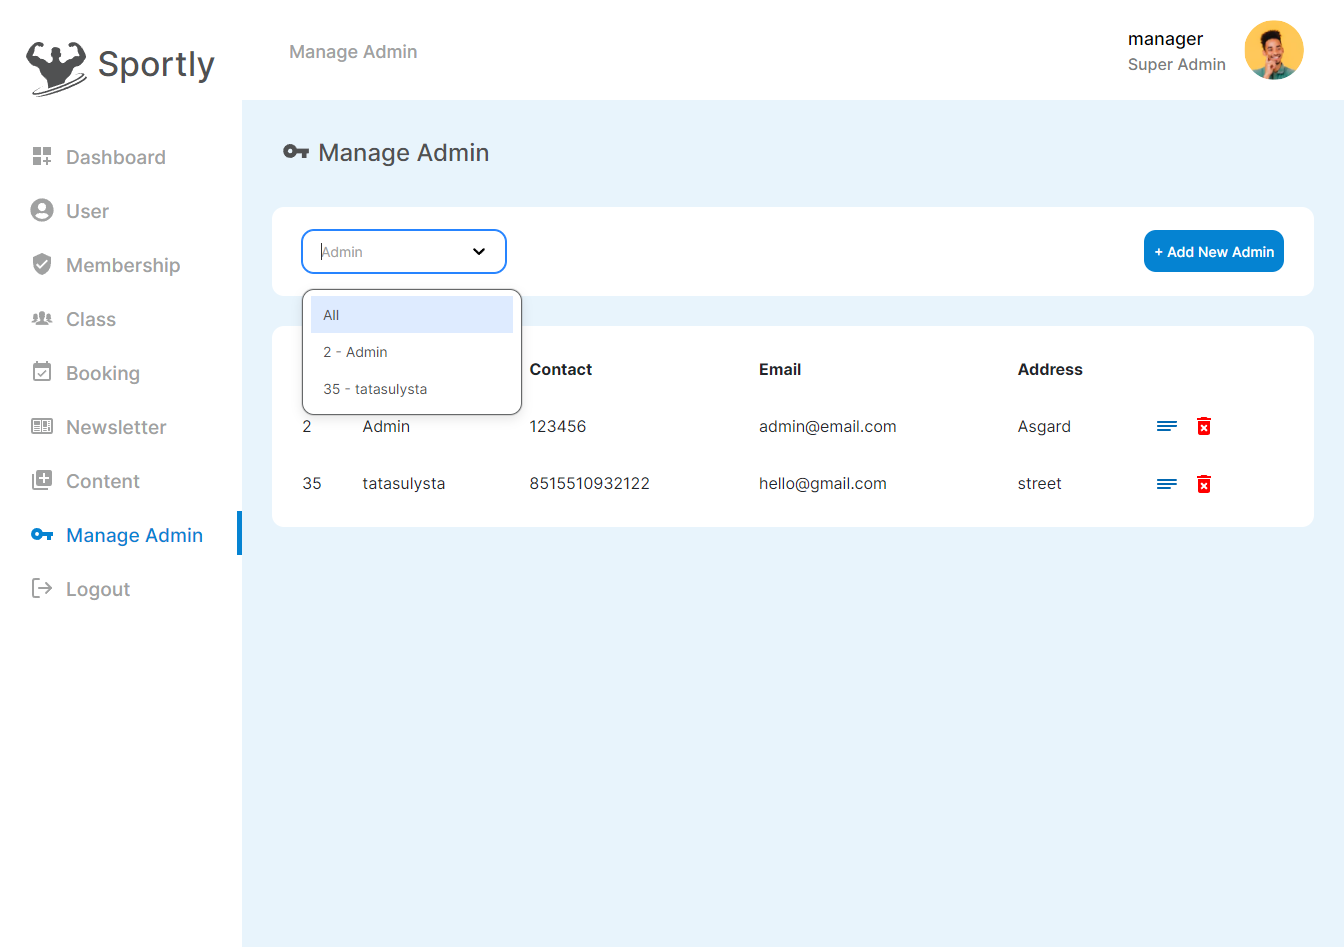 Sportly
Manage Admin
manager
Super Admin
Dashboard
User
Membership
Class
Booking
Newsletter
Content
Manage Admin
Logout
Manage Admin
Admin
+ Add New Admin
All
2 - Admin
35 - tatasulysta
Contact Email Address
2 Admin 123456 admin@email.com Asgard
35 tatasulysta 8515510932122 hello@gmail.com street